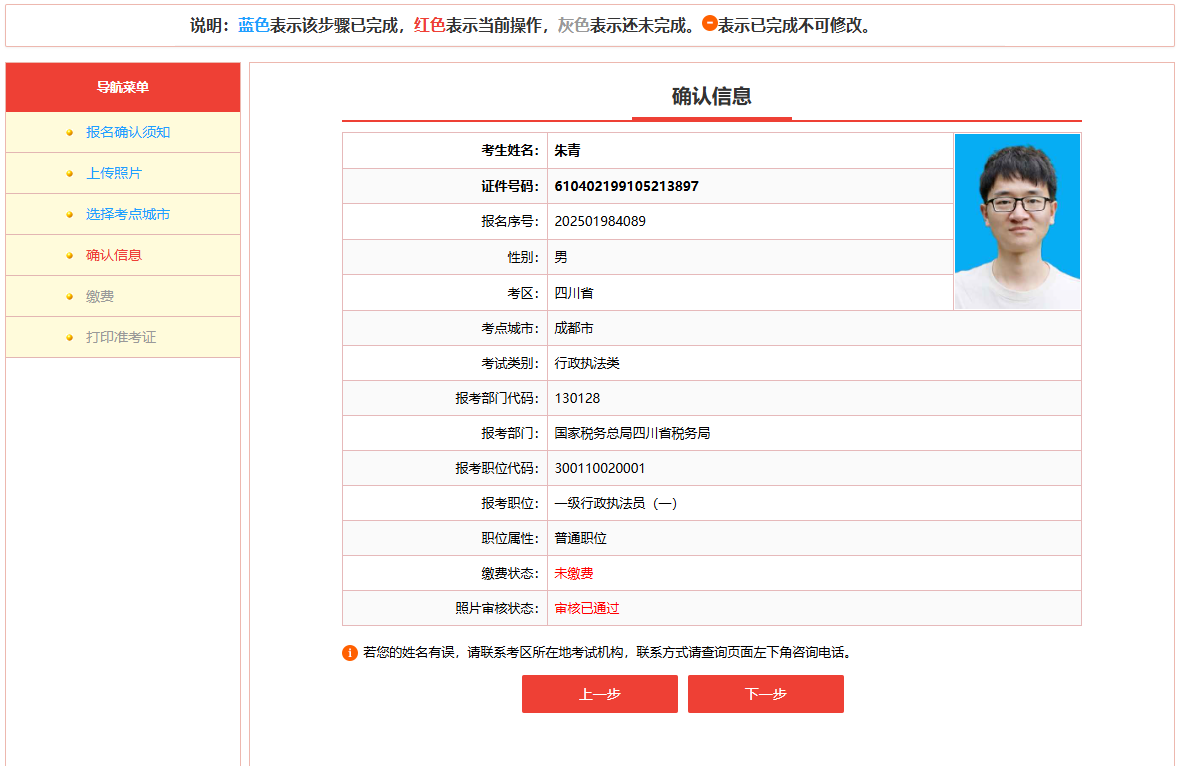 说明：蓝色表示该步骤已完成，红色表示当前操作，灰色表示还未完成。表示已完成不可修改。
导航菜单
报名确认须知
上传照片
选择考点城市
确认信息
缴费
打印准考证
确认信息
考生姓名： 朱青
证件号码： 610402199105213897
报名序号： 202501984089
性别： 男
考区： 四川省
考点城市： 成都市
考试类别： 行政执法类
报考部门代码： 130128
报考部门： 国家税务总局四川省税务局
报考职位代码： 300110020001
报考职位： 一级行政执法员（一）
职位属性： 普通职位
缴费状态： 未缴费
照片审核状态： 审核已通过
若您的姓名有误，请联系考区所在地考试机构，联系方式请查询页面左下角咨询电话。
上一步 下一步